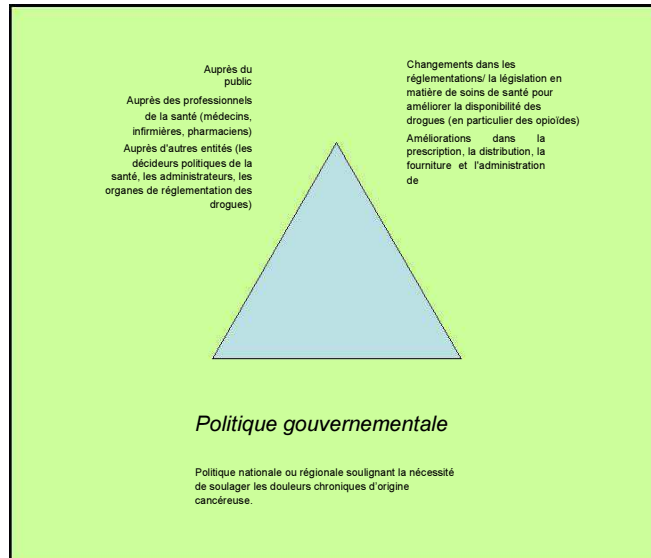 Auprès du
public
Auprès des professionnels
de la santé (médecins,
infirmières, pharmaciens)
Auprès d'autres entités (les
décideurs politiques de la
santé, les administrateurs, les
organes de réglementation des
drogues)
Changements dans les
réglementations/ la législation en
matière de soins de santé pour
améliorer la disponibilité des
drogues (en particulier des opioïdes)
Améliorations dans la
prescription, la distribution, la
fourniture et l'administration
de
Politique gouvernementale
Politique nationale ou régionale soulignant la nécessité
de soulager les douleurs chroniques d'origine
cancéreuse.